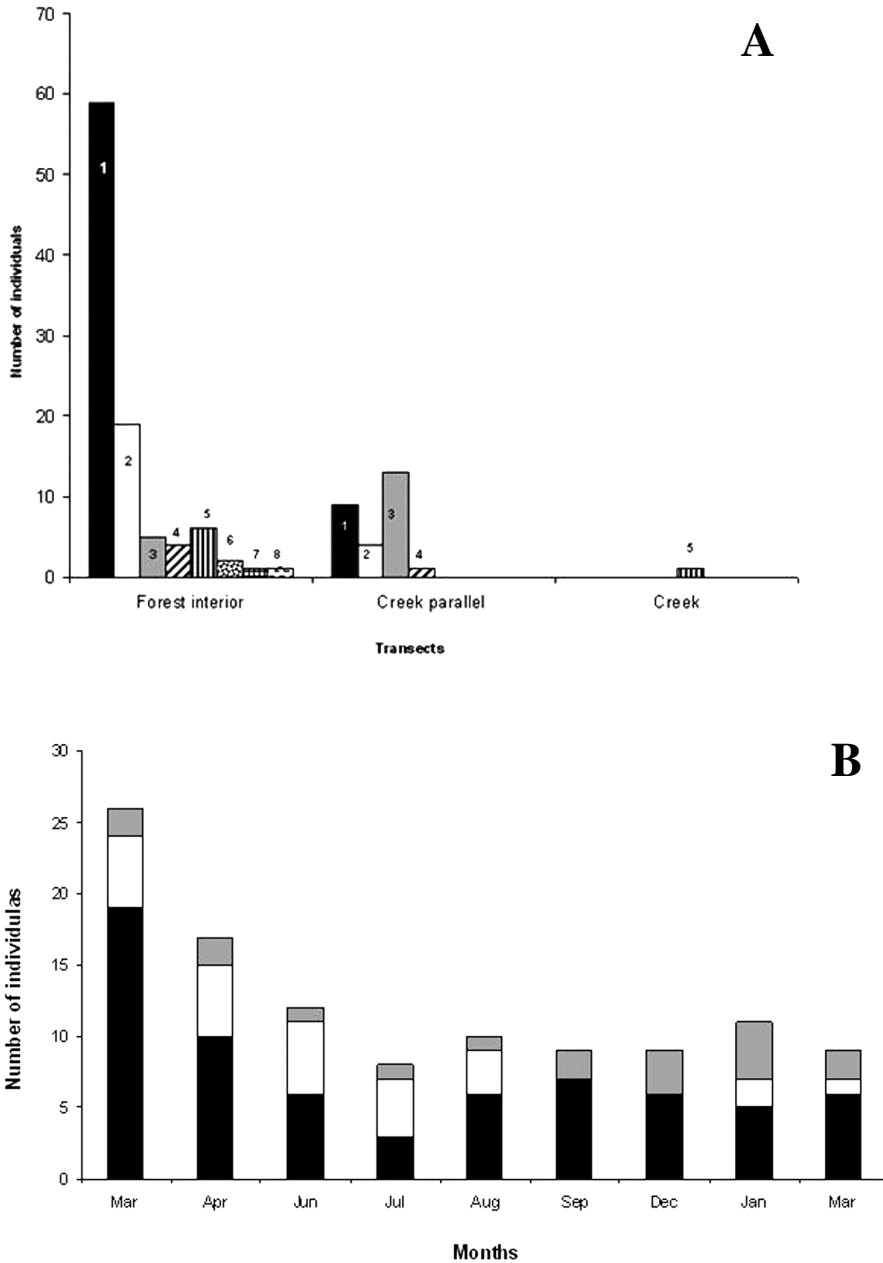 A
70
60
50
40
30
20
10
0
Number of individuals
1
2
3
4
5
6
7
8
1
2
3
4
5
Forest interior
Creek parallel
Creek
Transects
B
30
25
20
15
10
5
0
Number of individulas
Mar
Apr
Jun
Jul
Aug
Sep
Dec
Jan
Mar
Months